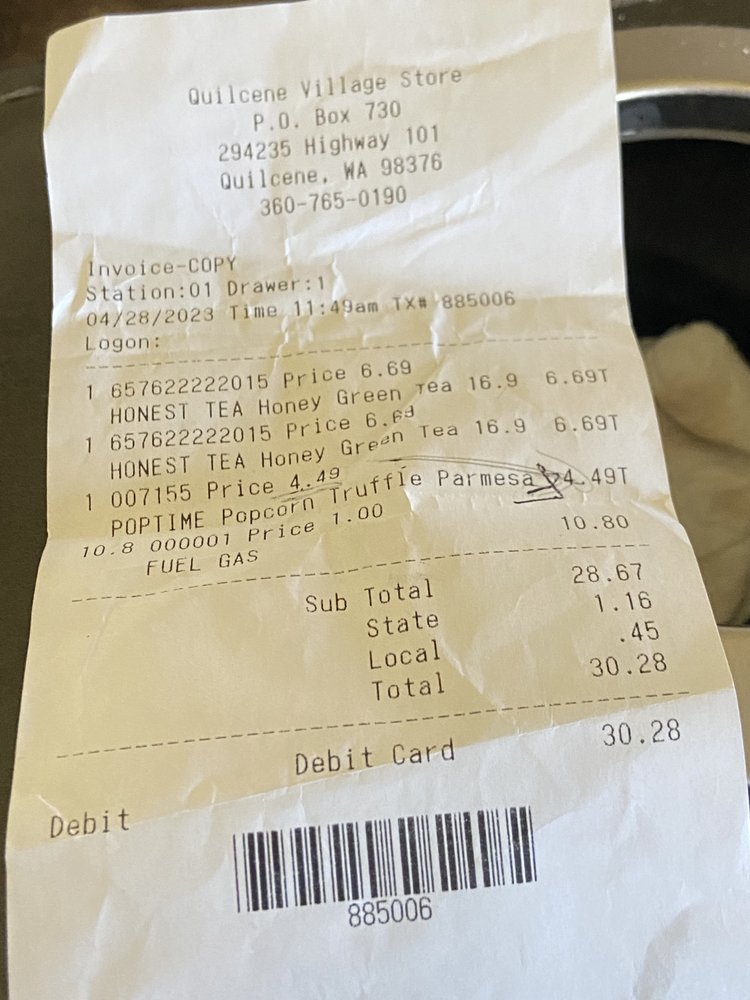 Quilcene Village Store
P.O. Box 730
294235 Highway 101
Quilcene, WA 98376
360-765-0190
Invoice-COPY
Station:01 Drawer:1
04/28/2023 Time 11:49am TX# 885006
Logon:
1 657622222015 Price 6.69
HONEST TEA Honey Green Tea 16.9 6.69T
1 657622222015 Price 6.69
HONEST TEA Honey Green Tea 16.9 6.69T
1 007155 Price 4.49
POPTIME Popcorn Truffle Parmesa 4.49T
10.8 000001 Price 1.00
FUEL GAS 10.80
Sub Total 28.67
State 1.16
Local .45
Total 30.28
Debit Card 30.28
Debit
885006